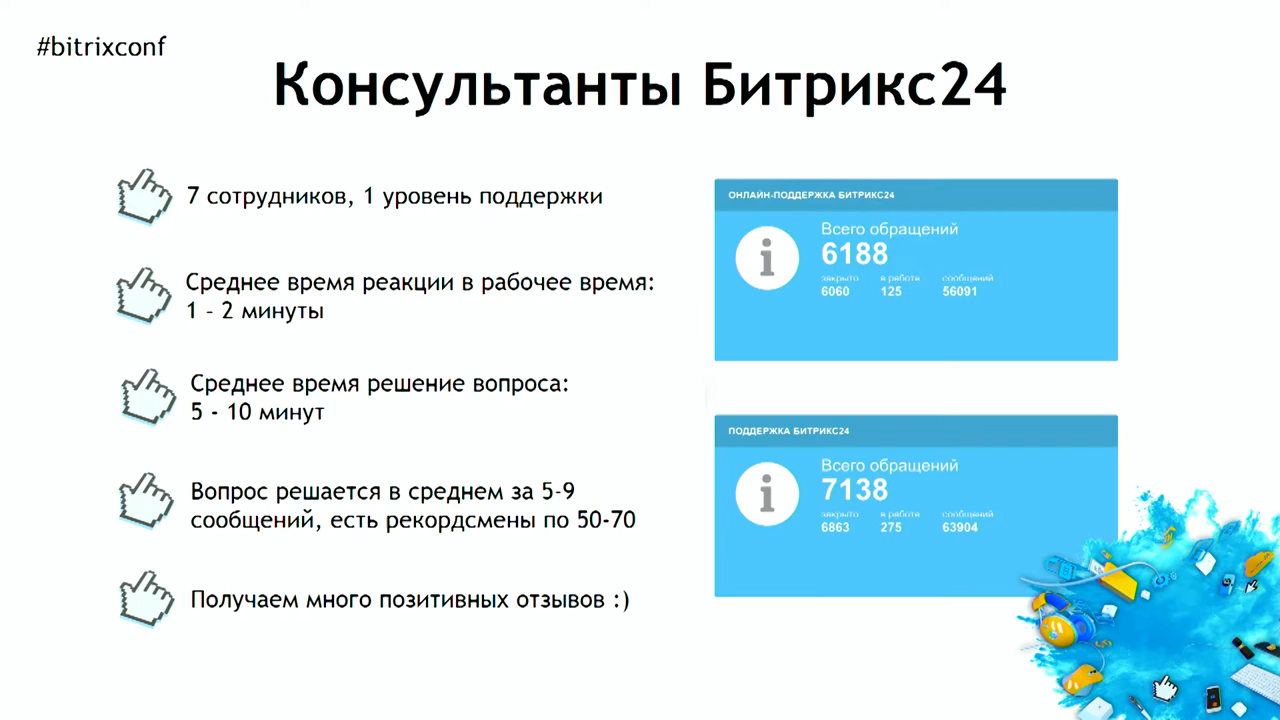 #bitrixconf
Консультанты Битрикс24
7 сотрудников, 1 уровень поддержки
Среднее время реакции в рабочее время:
1 – 2 минуты
Среднее время решение вопроса:
5 - 10 минут
Вопрос решается в среднем за 5-9
сообщений, есть рекордсмены по 50-70
Получаем много позитивных отзывов :)
ОНЛАЙН-ПОДДЕРЖКА БИТРИКС24
Всего обращений
6188
закрыто в работе сообщений
6060 125 56091
ПОДДЕРЖКА БИТРИКС24
Всего обращений
7138
закрыто в работе сообщений
6863 275 63904